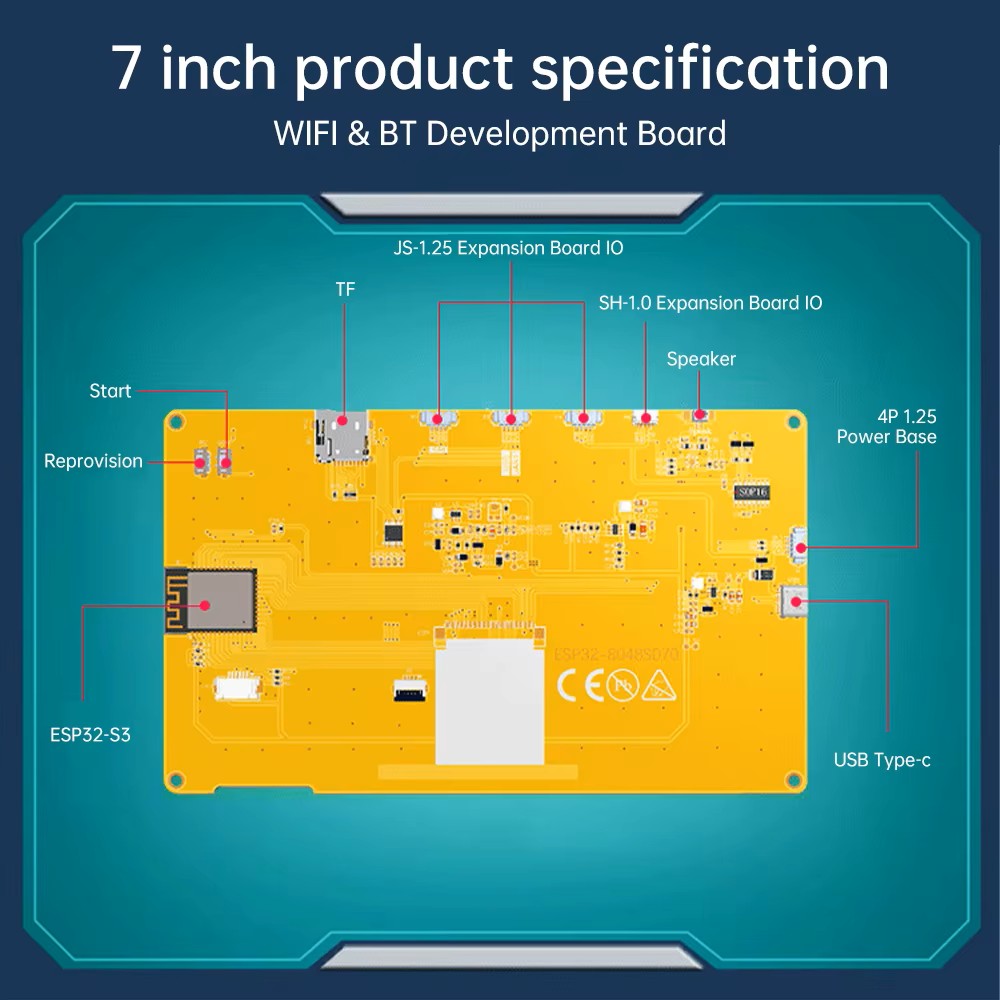 7 inch product specification
WIFI & BT Development Board
JS-1.25 Expansion Board IO
TF
SH-1.0 Expansion Board IO
Speaker
Start
4P 1.25
Power Base
Reprovision
SOP16
ESP32-8048S070
CE
Pb
ESP32-S3
USB Type-c